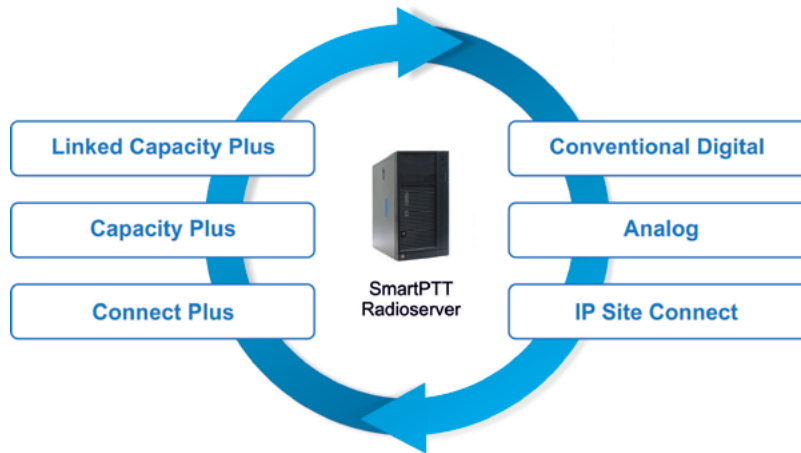 Linked Capacity Plus
Capacity Plus
Connect Plus
SmartPTT
Radioserver
Conventional Digital
Analog
IP Site Connect